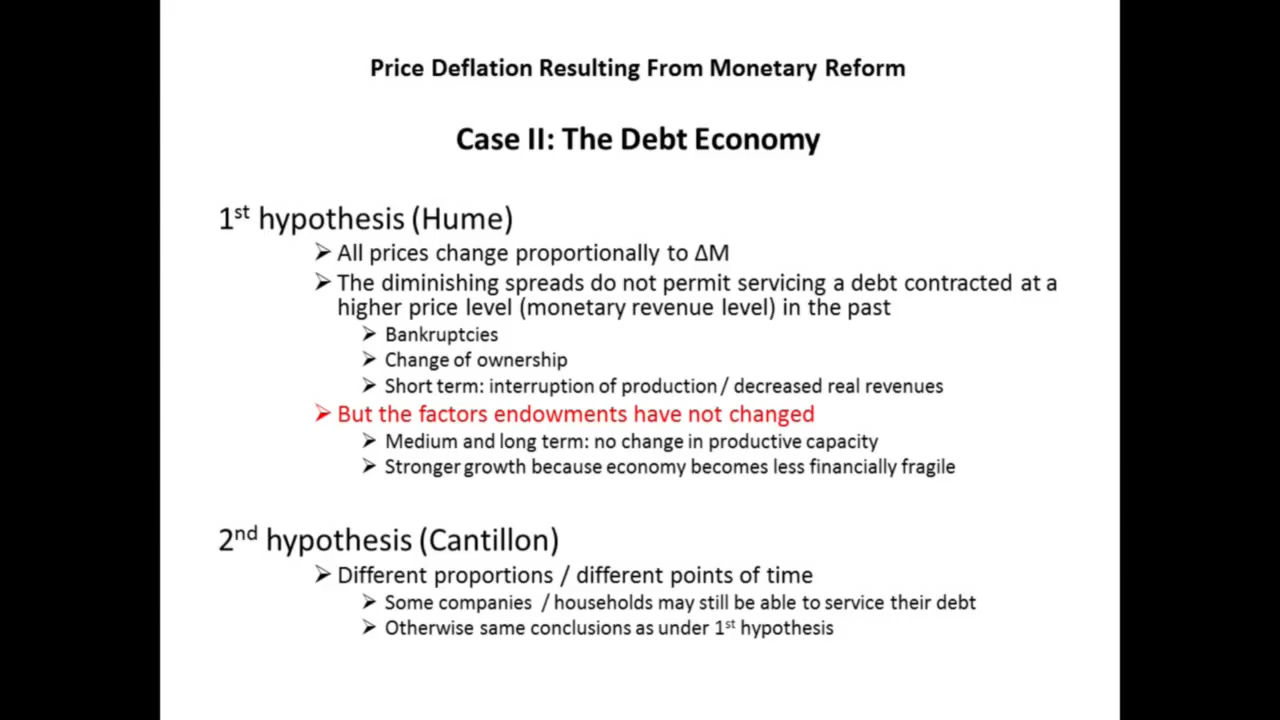 Price Deflation Resulting From Monetary Reform
Case II: The Debt Economy
1st hypothesis (Hume)
➢ All prices change proportionally to ΔM
➢ The diminishing spreads do not permit servicing a debt contracted at a
higher price level (monetary revenue level) in the past
➢ Bankruptcies
➢ Change of ownership
➢ Short term: interruption of production / decreased real revenues
➢ But the factors endowments have not changed
➢ Medium and long term: no change in productive capacity
➢ Stronger growth because economy becomes less financially fragile
2nd hypothesis (Cantillon)
➢ Different proportions / different points of time
➢ Some companies / households may still be able to service their debt
➢ Otherwise same conclusions as under 1st hypothesis